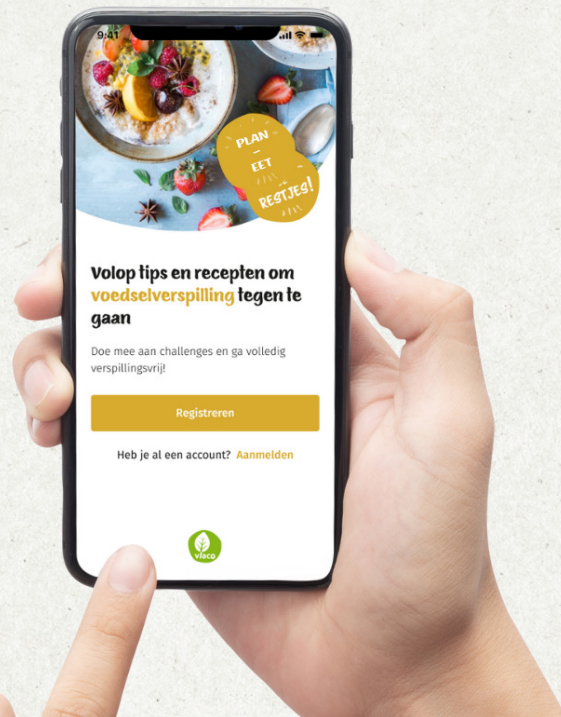 9:41
PLAN
–
EET
RESTJES!
Volop tips en recepten om
voedselverspilling tegen te
gaan
Doe mee aan challenges en ga volledig
verspillingsvrij!
Registreren
Heb je al een account? Aanmelden
vlaco